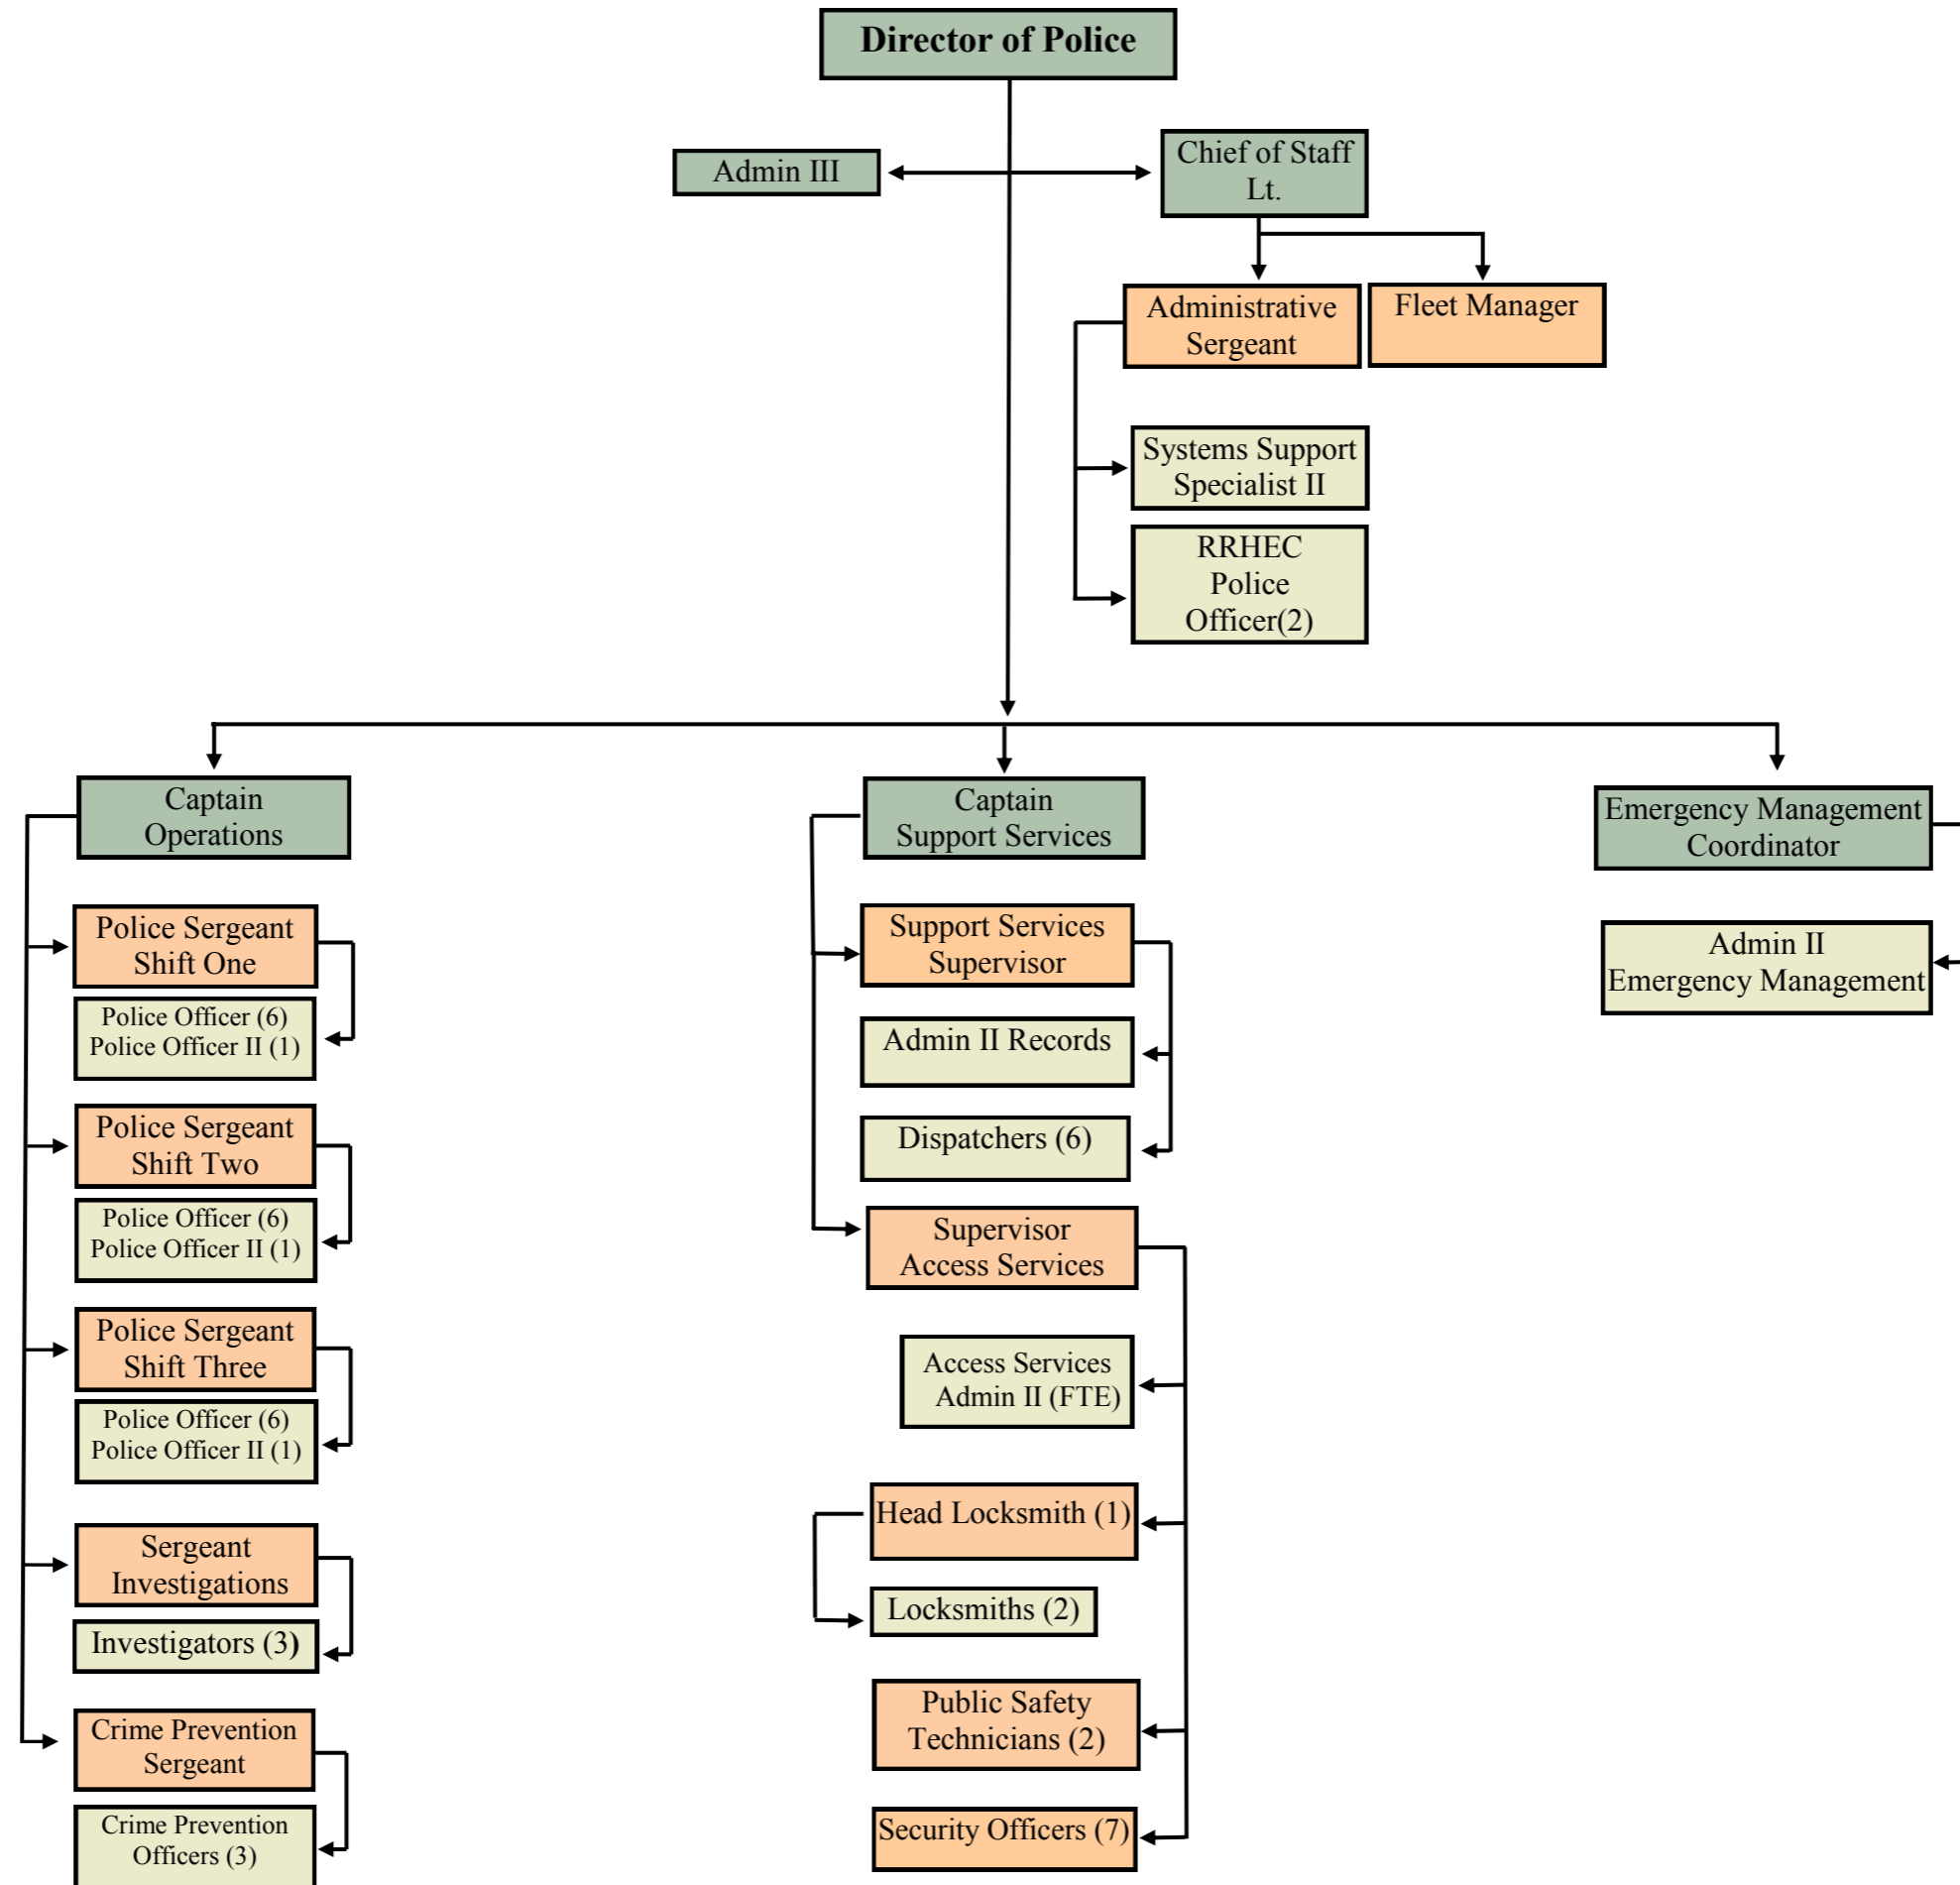 Director of Police
Admin III
Chief of Staff
Lt.
Administrative
Sergeant
Fleet Manager
Systems Support
Specialist II
RRHEC
Police
Officer(2)
Captain
Operations
Police Sergeant
Shift One
Police Officer (6)
Police Officer II (1)
Police Sergeant
Shift Two
Police Officer (6)
Police Officer II (1)
Police Sergeant
Shift Three
Police Officer (6)
Police Officer II (1)
Sergeant
Investigations
Investigators (3)
Crime Prevention
Sergeant
Crime Prevention
Officers (3)
Captain
Support Services
Support Services
Supervisor
Admin II Records
Dispatchers (6)
Supervisor
Access Services
Access Services
Admin II (FTE)
Head Locksmith (1)
Locksmiths (2)
Public Safety
Technicians (2)
Security Officers (7)
Emergency Management
Coordinator
Admin II
Emergency Management